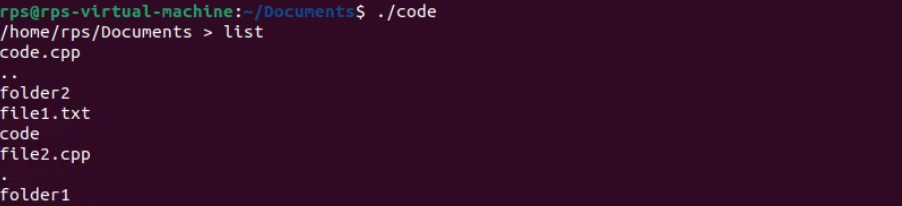 rps@rps-virtual-machine:~/Documents$ ./code
/home/rps/Documents > list
code.cpp
..
folder2
file1.txt
code
file2.cpp
.
folder1